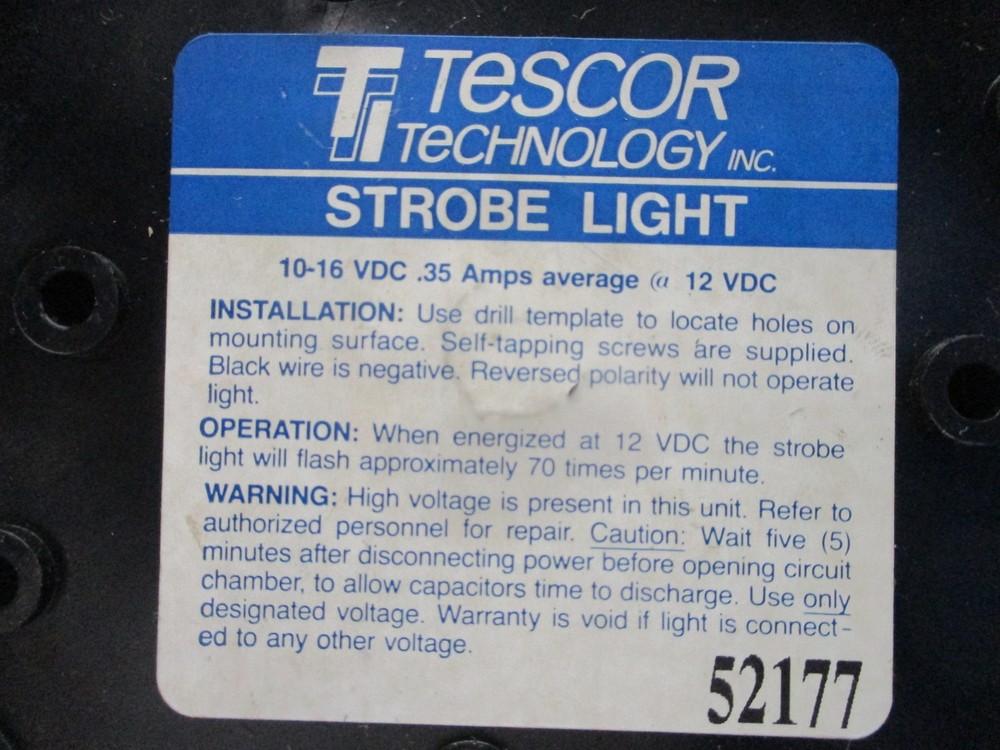 TESCOR
TECHNOLOGY INC.
STROBE LIGHT
10-16 VDC .35 Amps average @ 12 VDC
INSTALLATION: Use drill template to locate holes on
mounting surface. Self-tapping screws are supplied.
Black wire is negative. Reversed polarity will not operate
light.
OPERATION: When energized at 12 VDC the strobe
light will flash approximately 70 times per minute.
WARNING: High voltage is present in this unit. Refer to
authorized personnel for repair. Caution: Wait five (5)
minutes after disconnecting power before opening circuit
chamber, to allow capacitors time to discharge. Use only
designated voltage. Warranty is void if light is connect-
ed to any other voltage.
52177